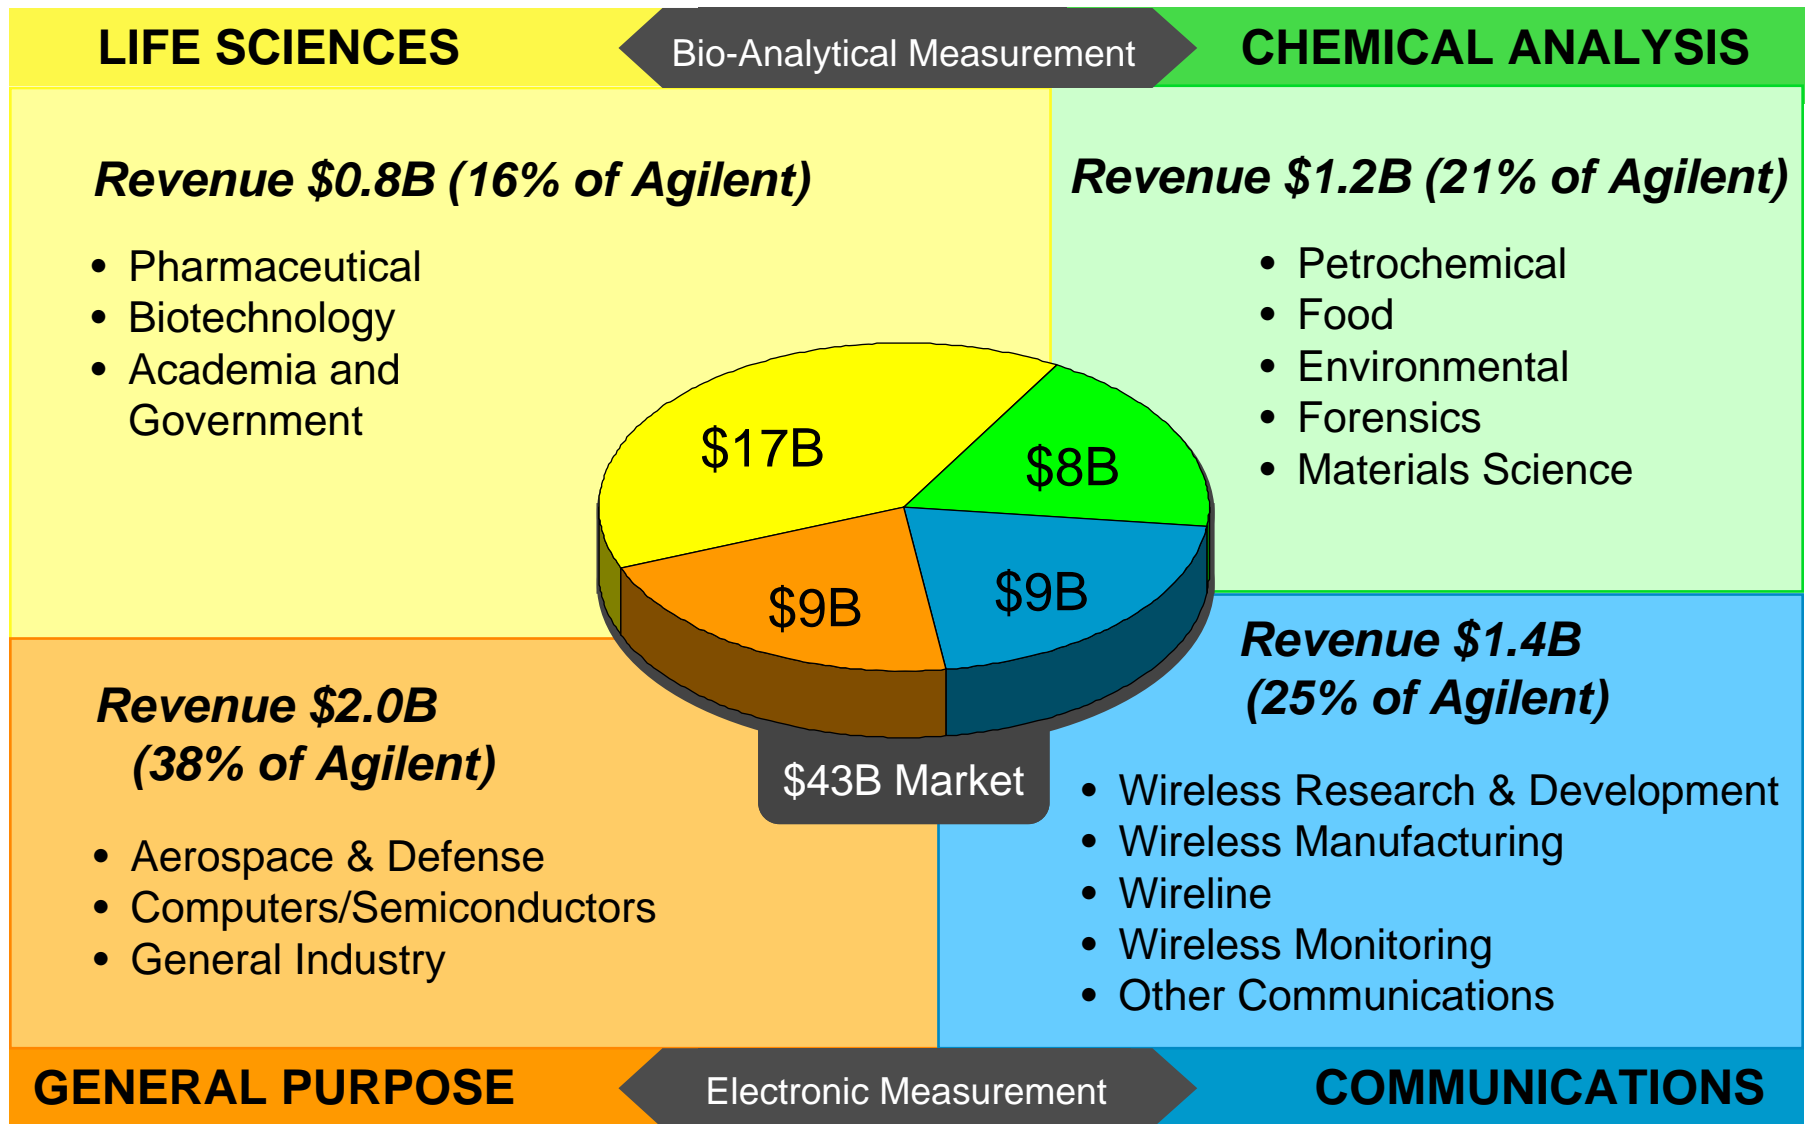 LIFE SCIENCES
Bio-Analytical Measurement
CHEMICAL ANALYSIS
Revenue $0.8B (16% of Agilent)
• Pharmaceutical
• Biotechnology
• Academia and
Government
Revenue $1.2B (21% of Agilent)
• Petrochemical
• Food
• Environmental
• Forensics
• Materials Science
$17B
$8B
$9B
$9B
$43B Market
Revenue $2.0B
(38% of Agilent)
• Aerospace & Defense
• Computers/Semiconductors
• General Industry
Revenue $1.4B
(25% of Agilent)
• Wireless Research & Development
• Wireless Manufacturing
• Wireline
• Wireless Monitoring
• Other Communications
GENERAL PURPOSE
Electronic Measurement
COMMUNICATIONS